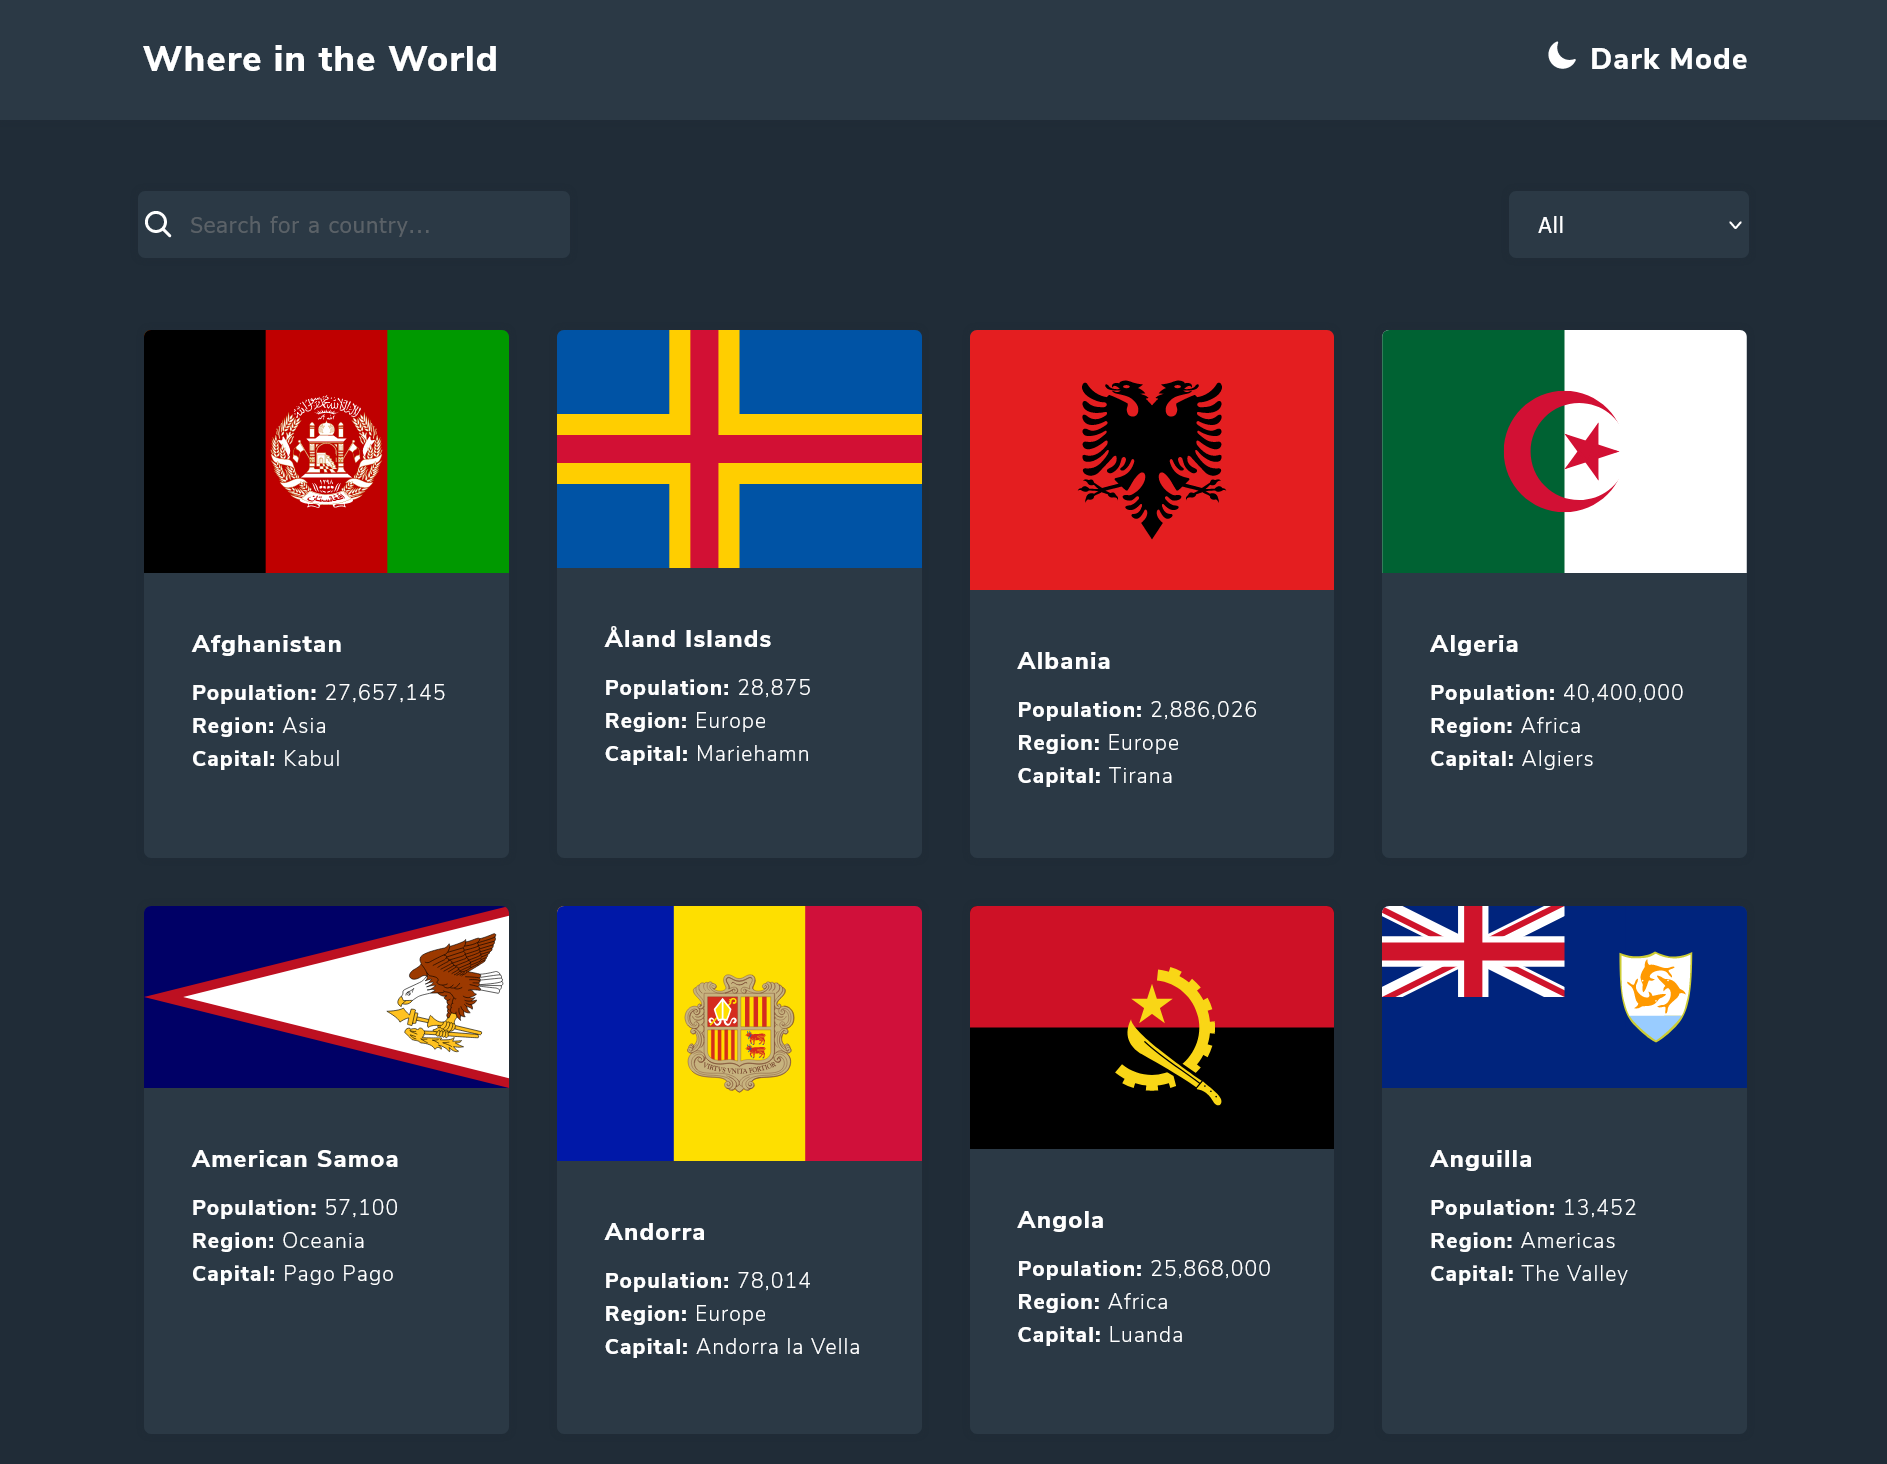 Where in the World
Dark Mode
Search for a country...
All
Afghanistan
Population: 27,657,145
Region: Asia
Capital: Kabul
Åland Islands
Population: 28,875
Region: Europe
Capital: Mariehamn
Albania
Population: 2,886,026
Region: Europe
Capital: Tirana
Algeria
Population: 40,400,000
Region: Africa
Capital: Algiers
American Samoa
Population: 57,100
Region: Oceania
Capital: Pago Pago
VIRTVS VNITA FORTIOR
Andorra
Population: 78,014
Region: Europe
Capital: Andorra la Vella
Angola
Population: 25,868,000
Region: Africa
Capital: Luanda
Anguilla
Population: 13,452
Region: Americas
Capital: The Valley